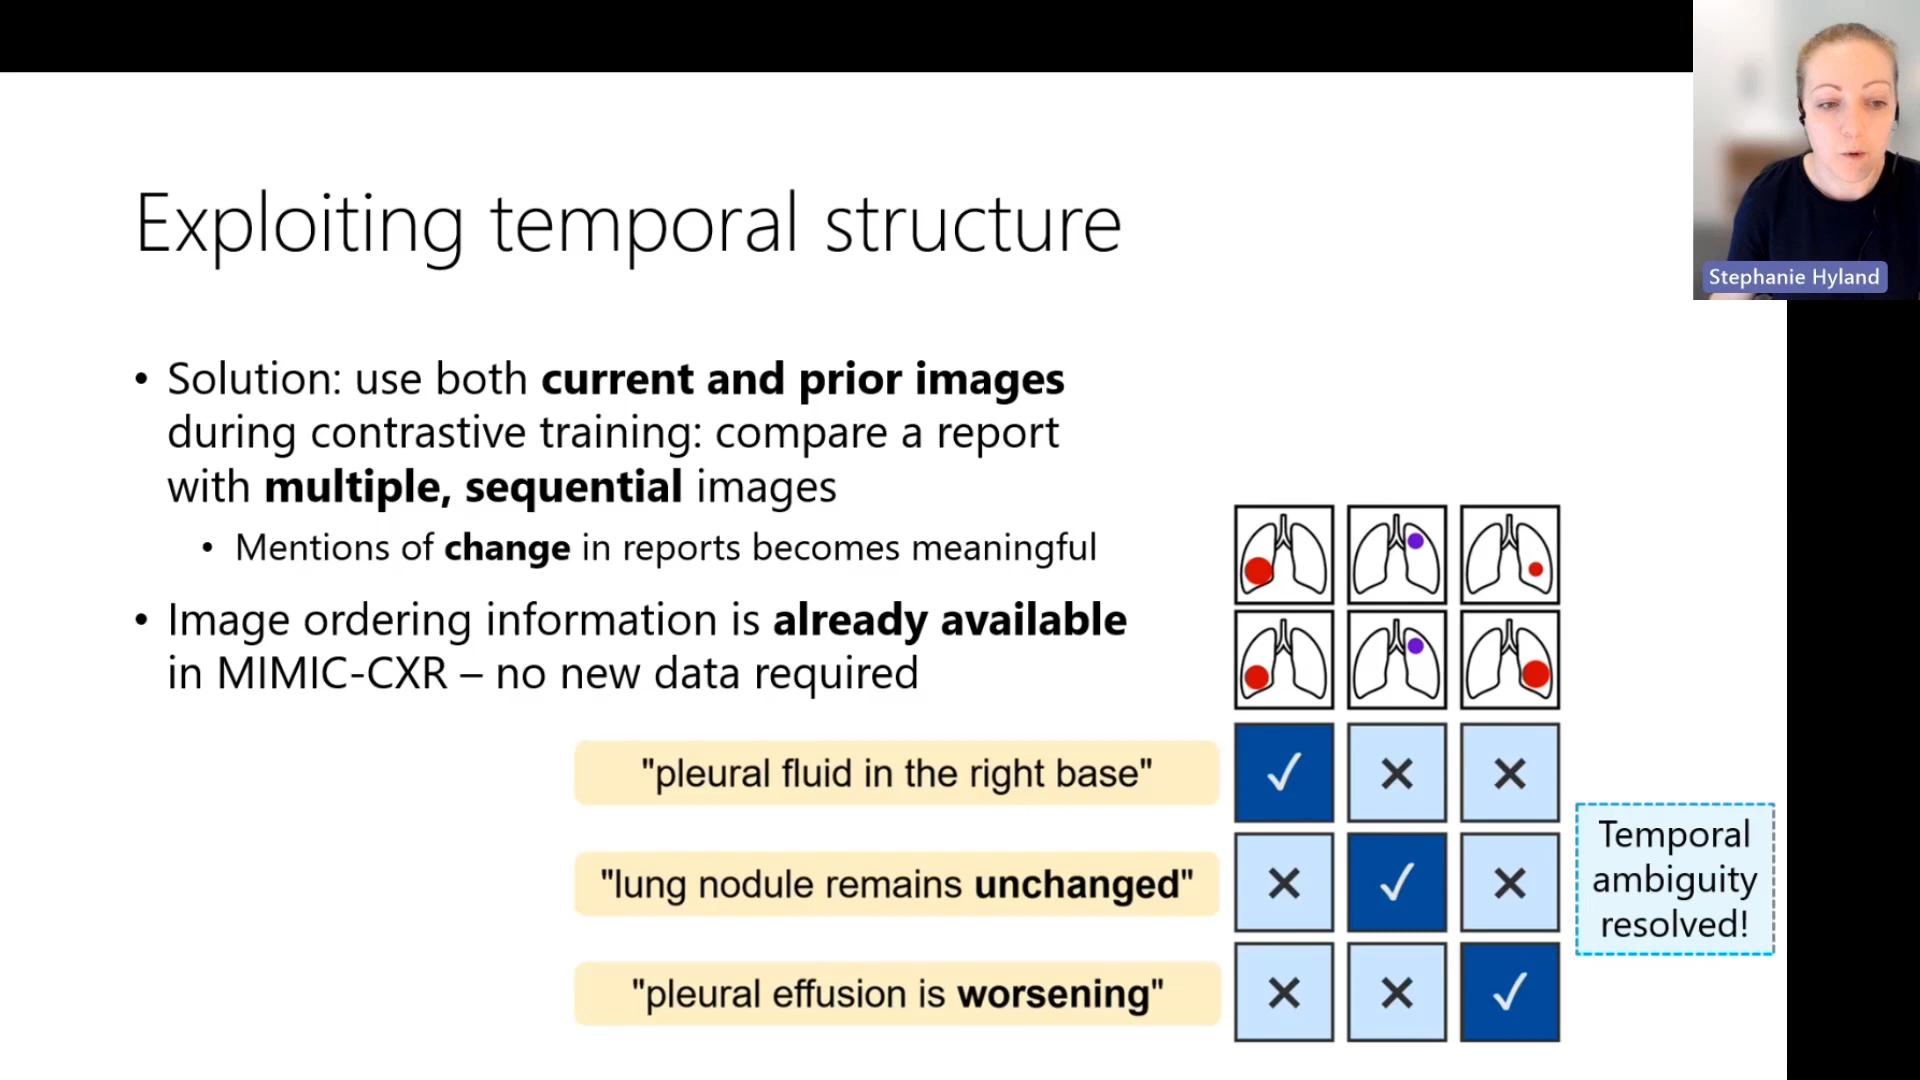 Exploiting temporal structure
Stephanie Hyland
• Solution: use both current and prior images
during contrastive training: compare a report
with multiple, sequential images
• Mentions of change in reports becomes meaningful
• Image ordering information is already available
in MIMIC-CXR – no new data required
"pleural fluid in the right base"
"lung nodule remains unchanged"
"pleural effusion is worsening"
Temporal
ambiguity
resolved!